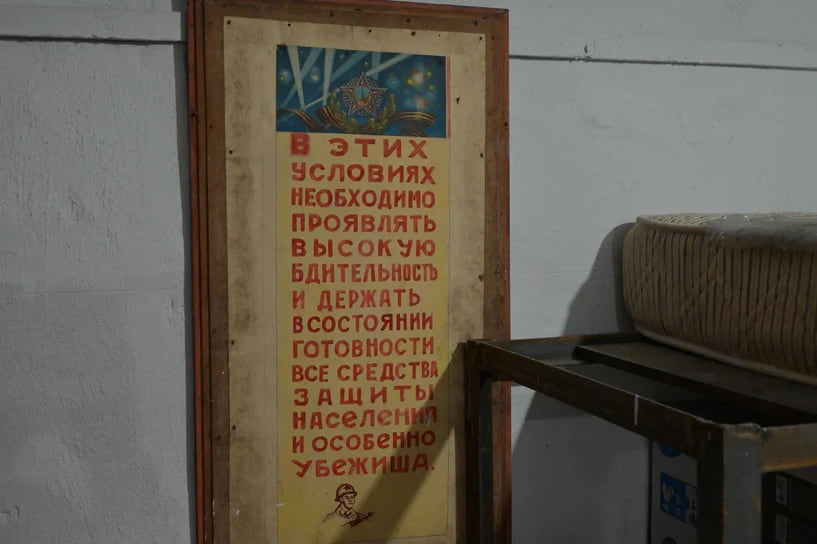 В ЭТИХ
УСЛОВИЯХ
НЕОБХОДИМО
ПРОЯВЛЯТЬ
ВЫСОКУЮ
БДИТЕЛЬНОСТЬ
И ДЕРЖАТЬ
В СОСТОЯНИИ
ГОТОВНОСТИ
ВСЕ СРЕДСТВА
ЗАЩИТЫ
НАСЕЛЕНИЯ
И ОСОБЕННО
УБЕЖИЩА.